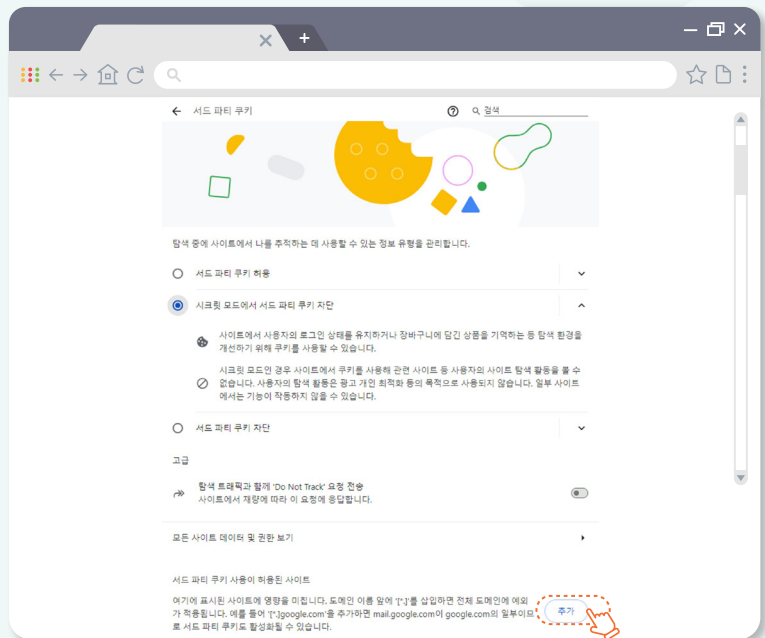 서드 파티 쿠키
검색
탐색 중에 사이트에서 나를 추적하는 데 사용할 수 있는 정보 유형을 관리합니다.
서드 파티 쿠키 허용
시크릿 모드에서 서드 파티 쿠키 차단
사이트에서 사용자의 로그인 상태를 유지하거나 장바구니에 담긴 상품을 기억하는 등 탐색 환경을
개선하기 위해 쿠키를 사용할 수 있습니다.
시크릿 모드인 경우 사이트에서 쿠키를 사용해 관련 사이트 등 사용자의 사이트 탐색 활동을 볼 수
없습니다. 사용자의 탐색 활동은 광고 개인 최적화 등의 목적으로 사용되지 않습니다. 일부 사이트
에서는 기능이 작동하지 않을 수 있습니다.
서드 파티 쿠키 차단
고급
탐색 트래픽과 함께 'Do Not Track' 요청 전송
사이트에서 재량에 따라 이 요청에 응답합니다.
모든 사이트 데이터 및 권한 보기
서드 파티 쿠키 사용이 허용된 사이트
여기에 표시된 사이트에 영향을 미칩니다. 도메인 이름 앞에 '[*.]'를 삽입하면 전체 도메인에 예외
가 적용됩니다. 예를 들어 '[*.]google.com'을 추가하면 mail.google.com이 google.com의 일부이므
로 서드 파티 쿠키도 활성화될 수 있습니다.
추가